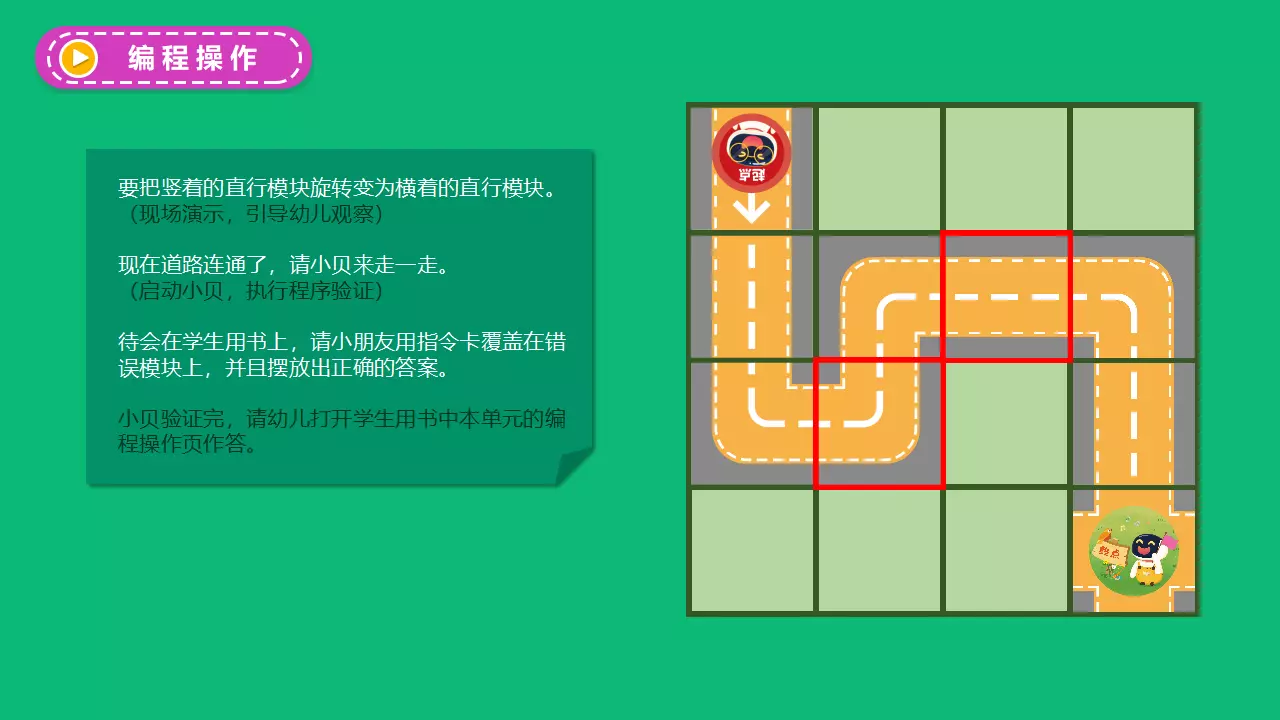 编程操作
要把竖着的直行模块旋转变为横着的直行模块。
（现场演示，引导幼儿观察）
现在道路连通了，请小贝来走一走。
（启动小贝，执行程序验证）
待会在学生用书上，请小朋友用指令卡覆盖在错
误模块上，并且摆放出正确的答案。
小贝验证完，请幼儿打开学生用书中本单元的编
程操作页作答。
起点
终点